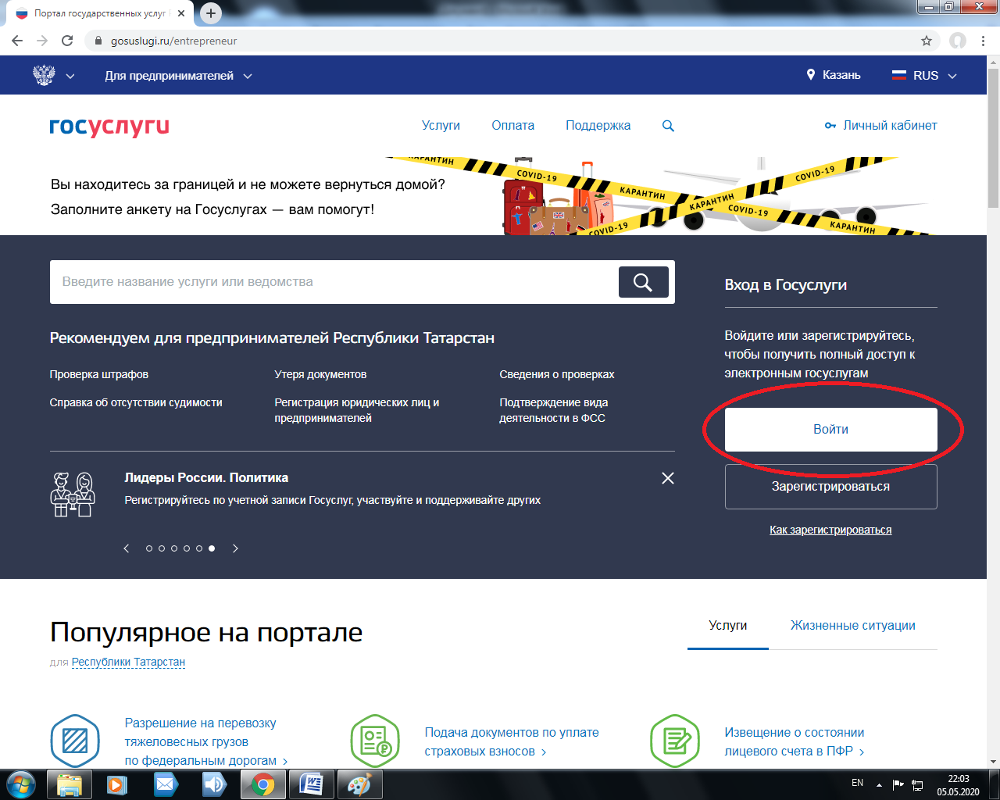 Портал государственных услуг
gosuslugi.ru/entrepreneur
Для предпринимателей
Казань
RUS
госуслуги
Услуги
Оплата
Поддержка
Личный кабинет
Вы находитесь за границей и не можете вернуться домой?
Заполните анкету на Госуслугах — вам помогут!
КАРАНТИН
COVID-19
КАРАНТИН
COVID-19
КАРАНТИН
COVID-19
КАРАНТИН
COVID-19
Введите название услуги или ведомства
Рекомендуем для предпринимателей Республики Татарстан
Проверка штрафов
Утеря документов
Сведения о проверках
Справка об отсутствии судимости
Регистрация юридических лиц и
предпринимателей
Подтверждение вида
деятельности в ФСС
Лидеры России. Политика
Регистрируйтесь по учетной записи Госуслуг, участвуйте и поддерживайте других
Вход в Госуслуги
Войдите или зарегистрируйтесь,
чтобы получить полный доступ к
электронным госуслугам
Войти
Зарегистрироваться
Как зарегистрироваться
Популярное на портале
для Республики Татарстан
Услуги
Жизненные ситуации
Разрешение на перевозку
тяжеловесных грузов
по федеральным дорогам
Подача документов по уплате
страховых взносов
Извещение о состоянии
лицевого счета в ПФР
EN
22:03
05.05.2020